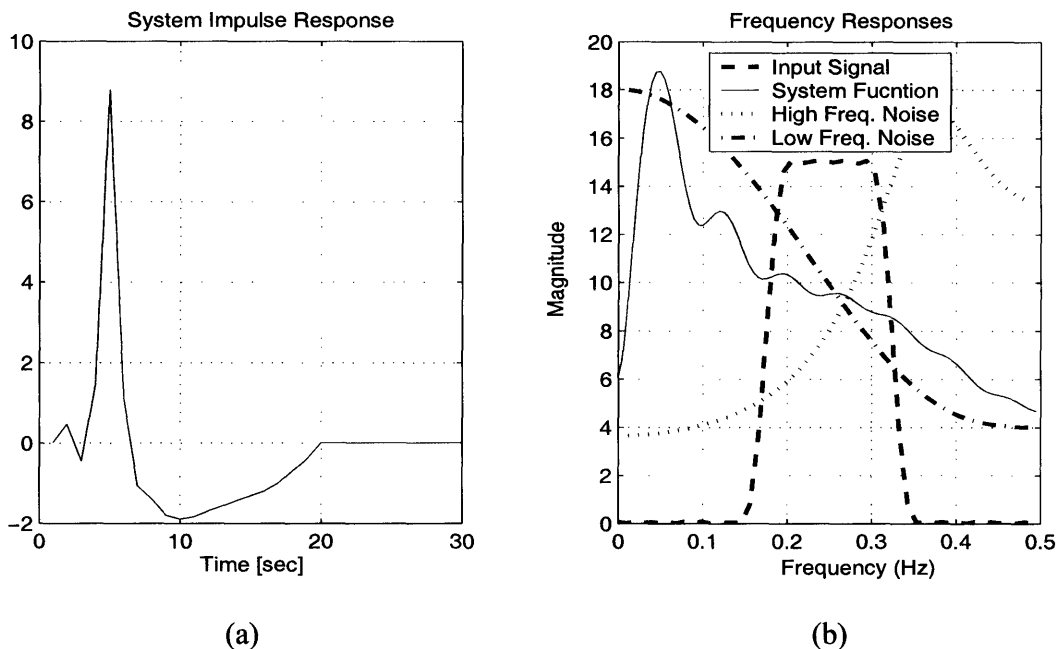 System Impulse Response
10
8
6
4
2
0
-2
0
10
20
30
Time [sec]
(a)
Frequency Responses
20
18
16
14
12
10
8
6
4
2
0
Magnitude
Input Signal
System Fucntion
High Freq. Noise
Low Freq. Noise
0
0.1
0.2
0.3
0.4
0.5
Frequency (Hz)
(b)